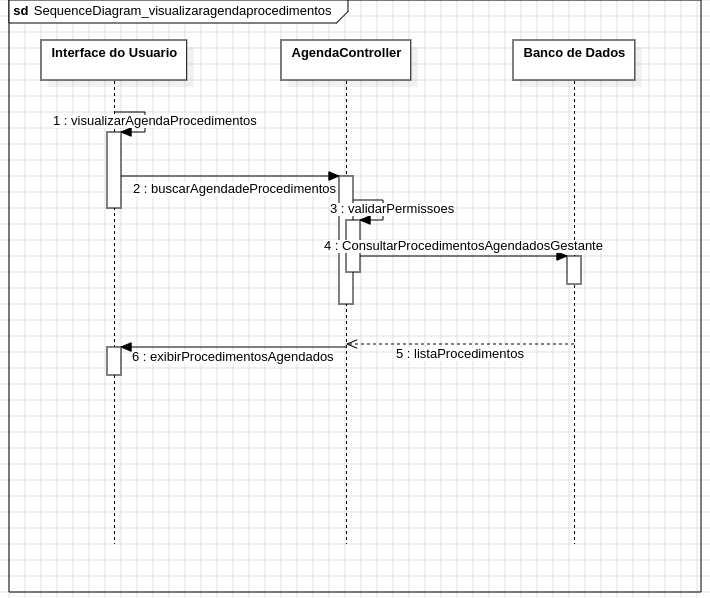 sd SequenceDiagram_visualizaragendaprocedimentos
Interface do Usuario
AgendaController
Banco de Dados
1 : visualizarAgendaProcedimentos
2 : buscarAgendadeProcedimentos
3 : validarPermissoes
4 : ConsultarProcedimentosAgendadosGestante
5 : listaProcedimentos
6 : exibirProcedimentosAgendados